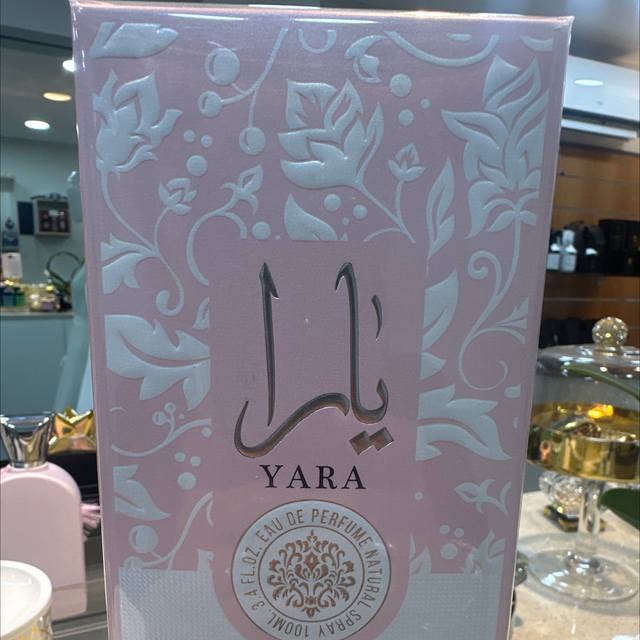 يارا
YARA
EAU DE PERFUME NATURAL SPRAY 100ML 3.4 FL.OZ.